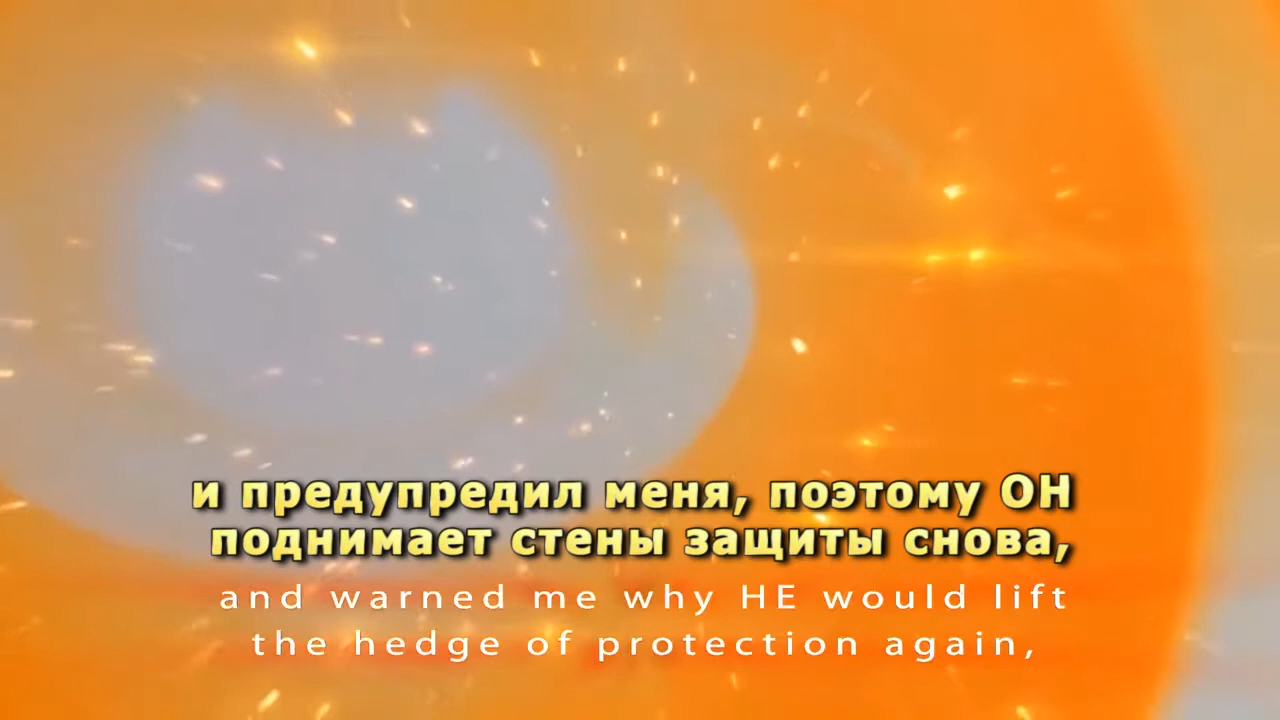 и предупредил меня, поэтому ОН
поднимает стены защиты снова,
and warned me why HE would lift
the hedge of protection again,